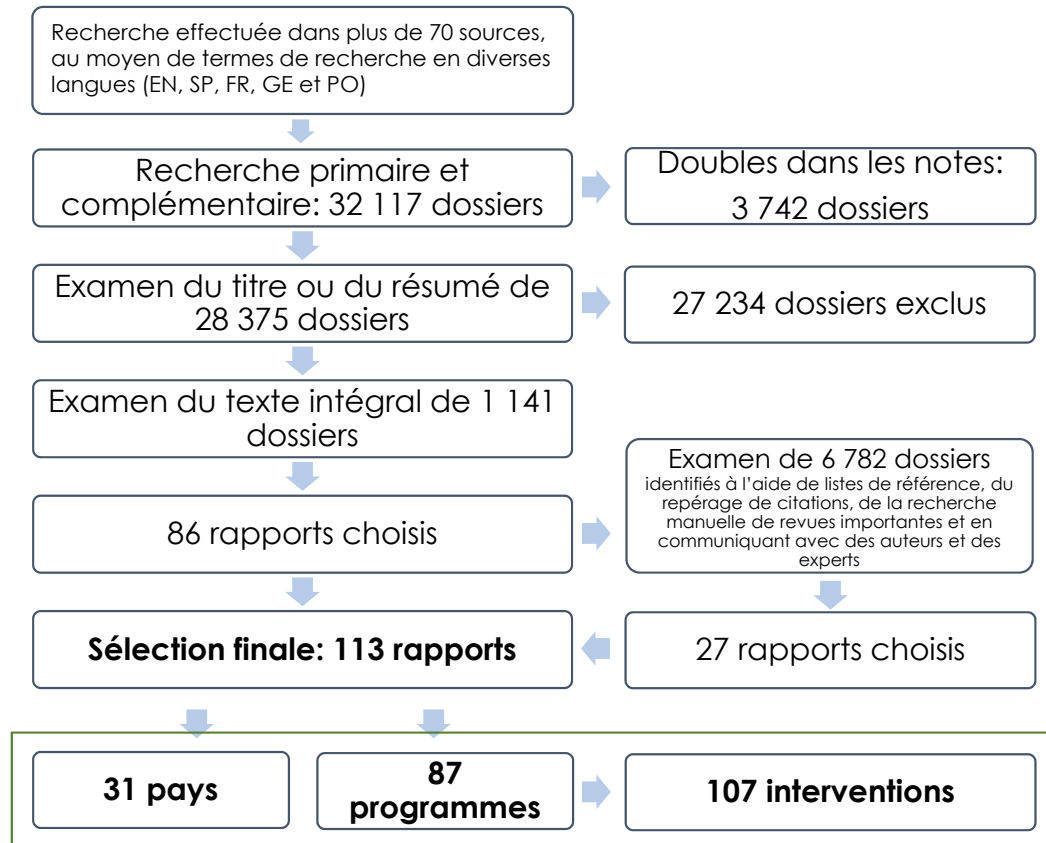 Recherche effectuée dans plus de 70 sources,
au moyen de termes de recherche en diverses
langues (EN, SP, FR, GE et PO)
Recherche primaire et
complémentaire: 32 117 dossiers
Doubles dans les notes:
3 742 dossiers
Examen du titre ou du résumé de
28 375 dossiers
27 234 dossiers exclus
Examen du texte intégral de 1 141
dossiers
86 rapports choisis
Examen de 6 782 dossiers
identifiés à l’aide de listes de référence, du
repérage de citations, de la recherche
manuelle de revues importantes et en
communiquant avec des auteurs et des
experts
Sélection finale: 113 rapports
27 rapports choisis
31 pays
87
programmes
107 interventions